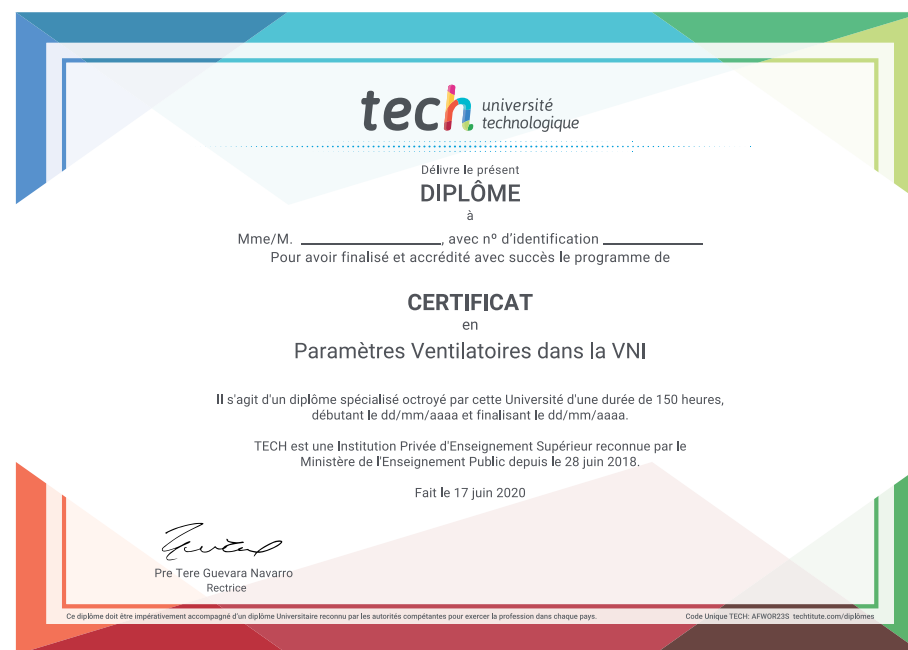 tech université
technologique
Délivre le présent
DIPLÔME
à
Mme/M. ____________________, avec nº d'identification ______________
Pour avoir finalisé et accrédité avec succès le programme de
CERTIFICAT
en
Paramètres Ventilatoires dans la VNI
Il s'agit d'un diplôme spécialisé octroyé par cette Université d'une durée de 150 heures,
débutant le dd/mm/aaaa et finalisant le dd/mm/aaaa.
TECH est une Institution Privée d'Enseignement Supérieur reconnue par le
Ministère de l'Enseignement Public depuis le 28 juin 2018.
Fait le 17 juin 2020
Pre Tere Guevara Navarro
Rectrice
Ce diplôme doit être impérativement accompagné d'un diplôme Universitaire reconnu par les autorités compétentes pour exercer la profession dans chaque pays.
Code Unique TECH: AFWOR23S techtitute.com/diplômes